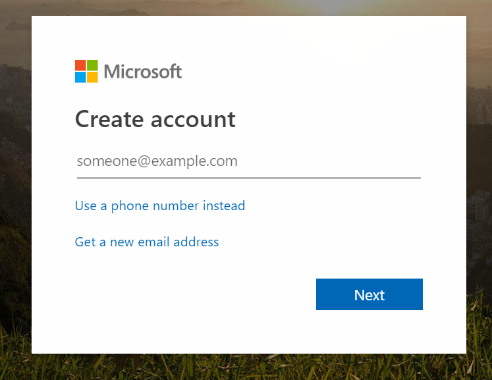 Microsoft
Create account
someone@example.com
Use a phone number instead
Get a new email address
Next